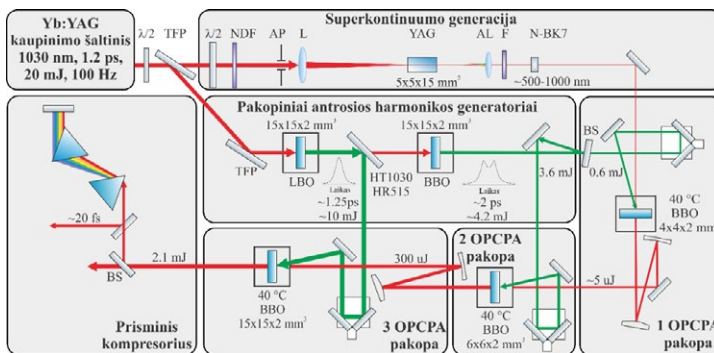 Yb:YAG
kaupinimo šaltinis
1030 nm, 1.2 ps,
20 mJ, 100 Hz
λ/2
TFP
λ/2
NDF
AP
L
Superkontinuumo generacija
YAG
5x5x15 mm²
AL
F
N-BK7
~500-1000 nm
Pakopiniai antrosios harmonikos generatoriai
15x15x2 mm³
TFP
LBO
Laikas
~1.25ps
~10 mJ
HT1030
HR515
15x15x2 mm³
BBO
Laikas
~2 ps
~4.2 mJ
3.6 mJ
BS
0.6 mJ
40 °C
BBO
4x4x2 mm
~5 uJ
1 OPCPA
pakopa
2 OPCPA
pakopa
40 °C
BBO
6x6x2 mm³
300 uJ
40 °C
BBO
15x15x2 mm³
3 OPCPA
pakopa
2.1 mJ
BS
~20 fs
Prisminis
kompresorius